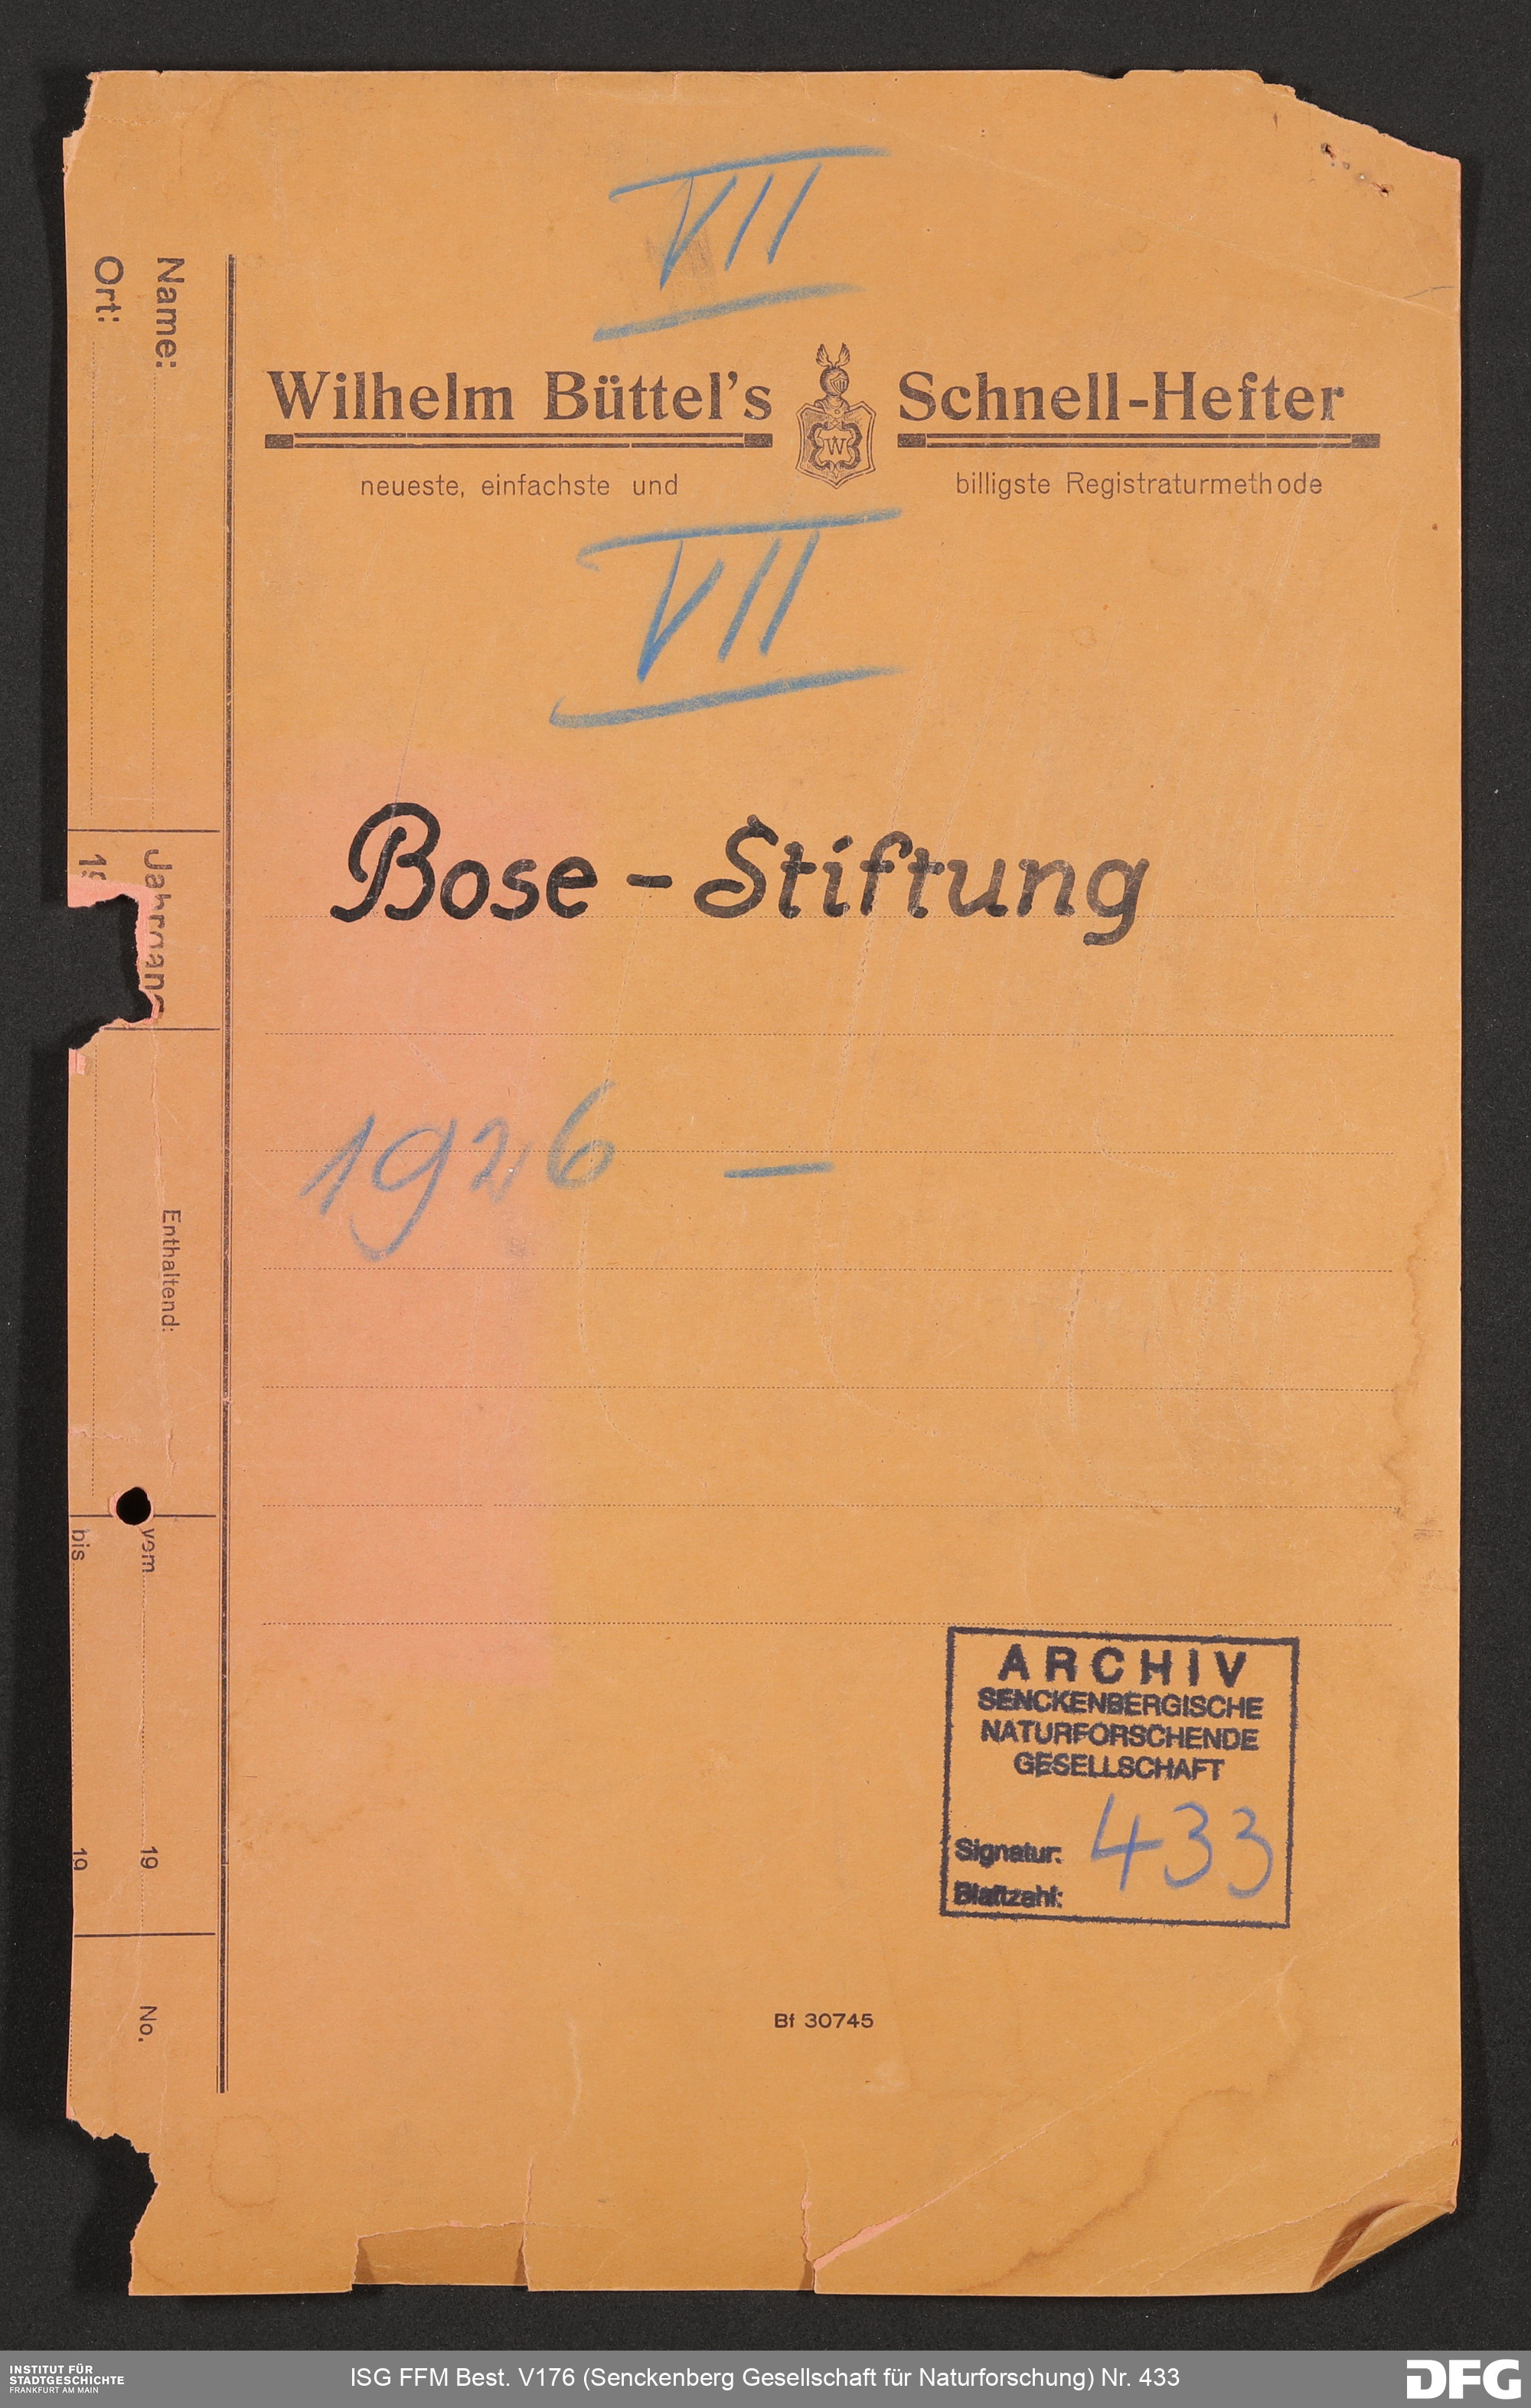 VII
Wilhelm Büttel's Schnell-Hefter
W
neueste, einfachste und billigste Registraturmethode
VII
Bose - Stiftung
1926 —
Name:
Ort:
Jahrgang
19
Enthaltend:
vom 19
bis 19
No.
ARCHIV
SENCKENBERGISCHE
NATURFORSCHENDE
GESELLSCHAFT
Signatur: 433
Blattzahl:
Bf 30745
INSTITUT FÜR
STADTGESCHICHTE
FRANKFURT AM MAIN
ISG FFM Best. V176 (Senckenberg Gesellschaft für Naturforschung) Nr. 433
DFG